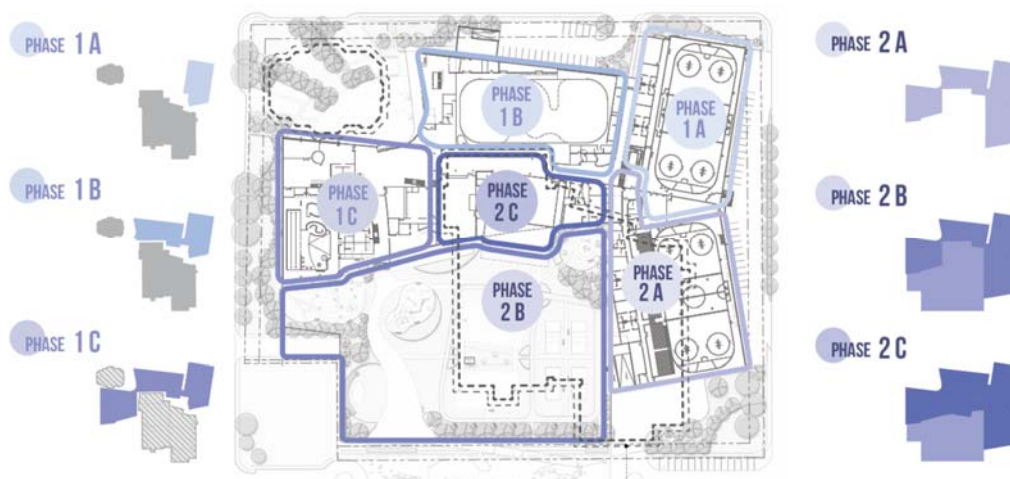 PHASE 1 A
PHASE 1 B
PHASE 1 C
PHASE
1 B
PHASE
1 A
PHASE
1 C
PHASE
2 C
PHASE
2 B
PHASE
2 A
PHASE 2 A
PHASE 2 B
PHASE 2 C